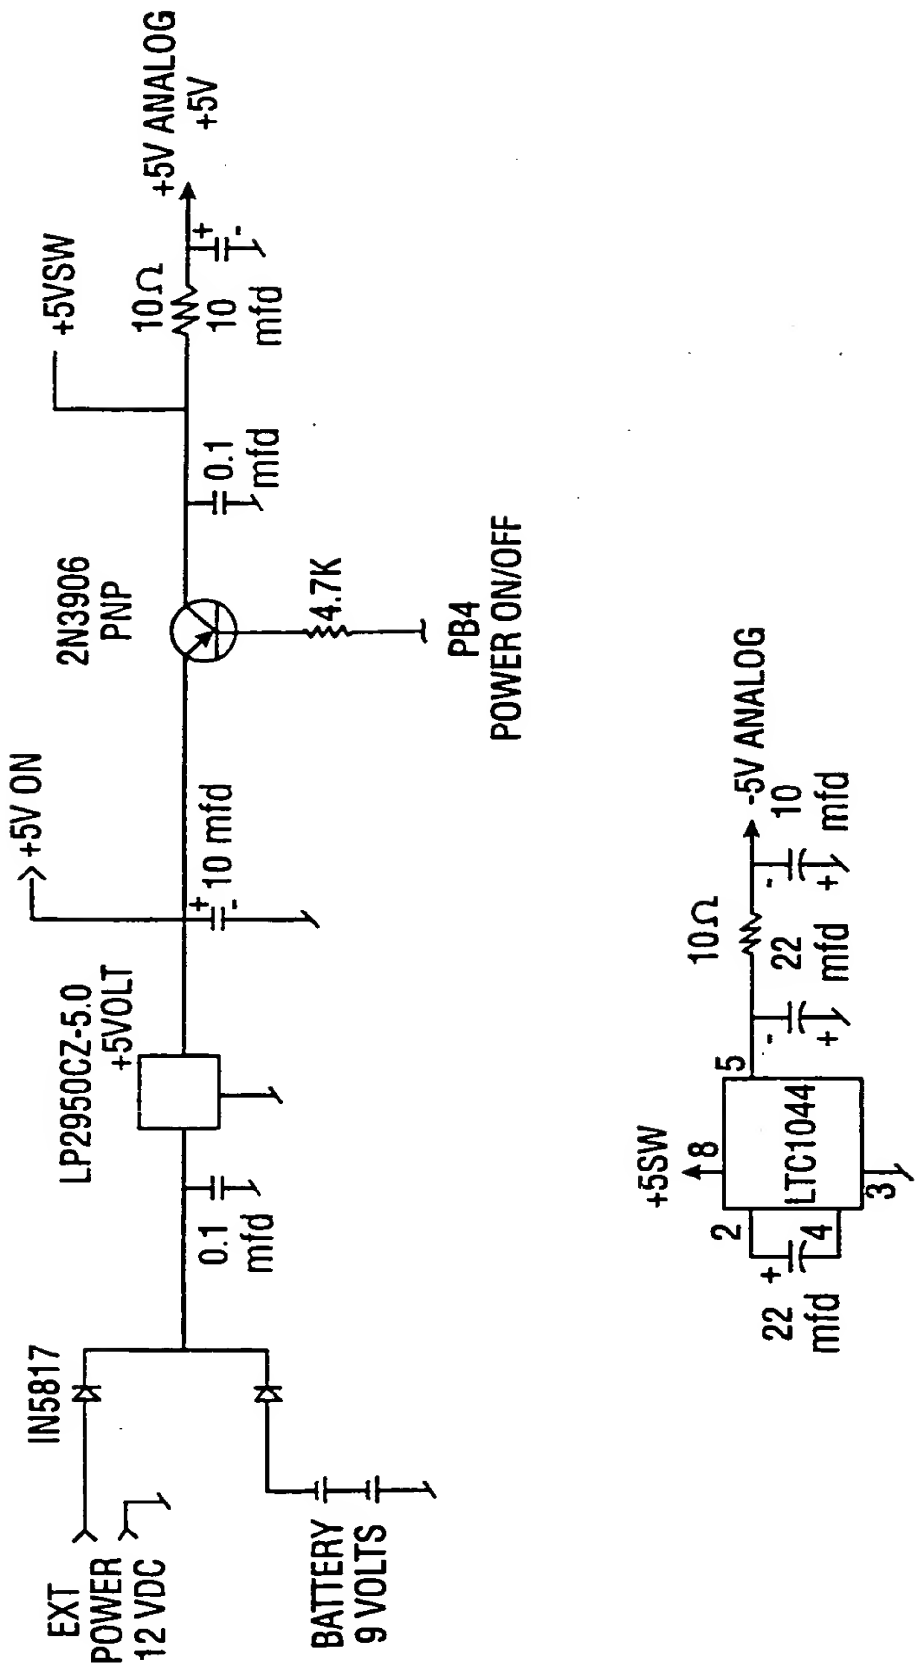 EXT
POWER
12 VDC
IN5817
BATTERY
9 VOLTS
0.1
mfd
LP2950CZ-5.0
+5VOLT
+5V ON
+
-
10 mfd
2N3906
PNP
4.7K
PB4
POWER ON/OFF
0.1
mfd
+5VSW
10Ω
10
mfd
+
-
+5V ANALOG
+5V
22
mfd
+
2
4
+5SW
8
LTC1044
3
5
-
+
22
mfd
10Ω
-
+
10
mfd
-5V ANALOG